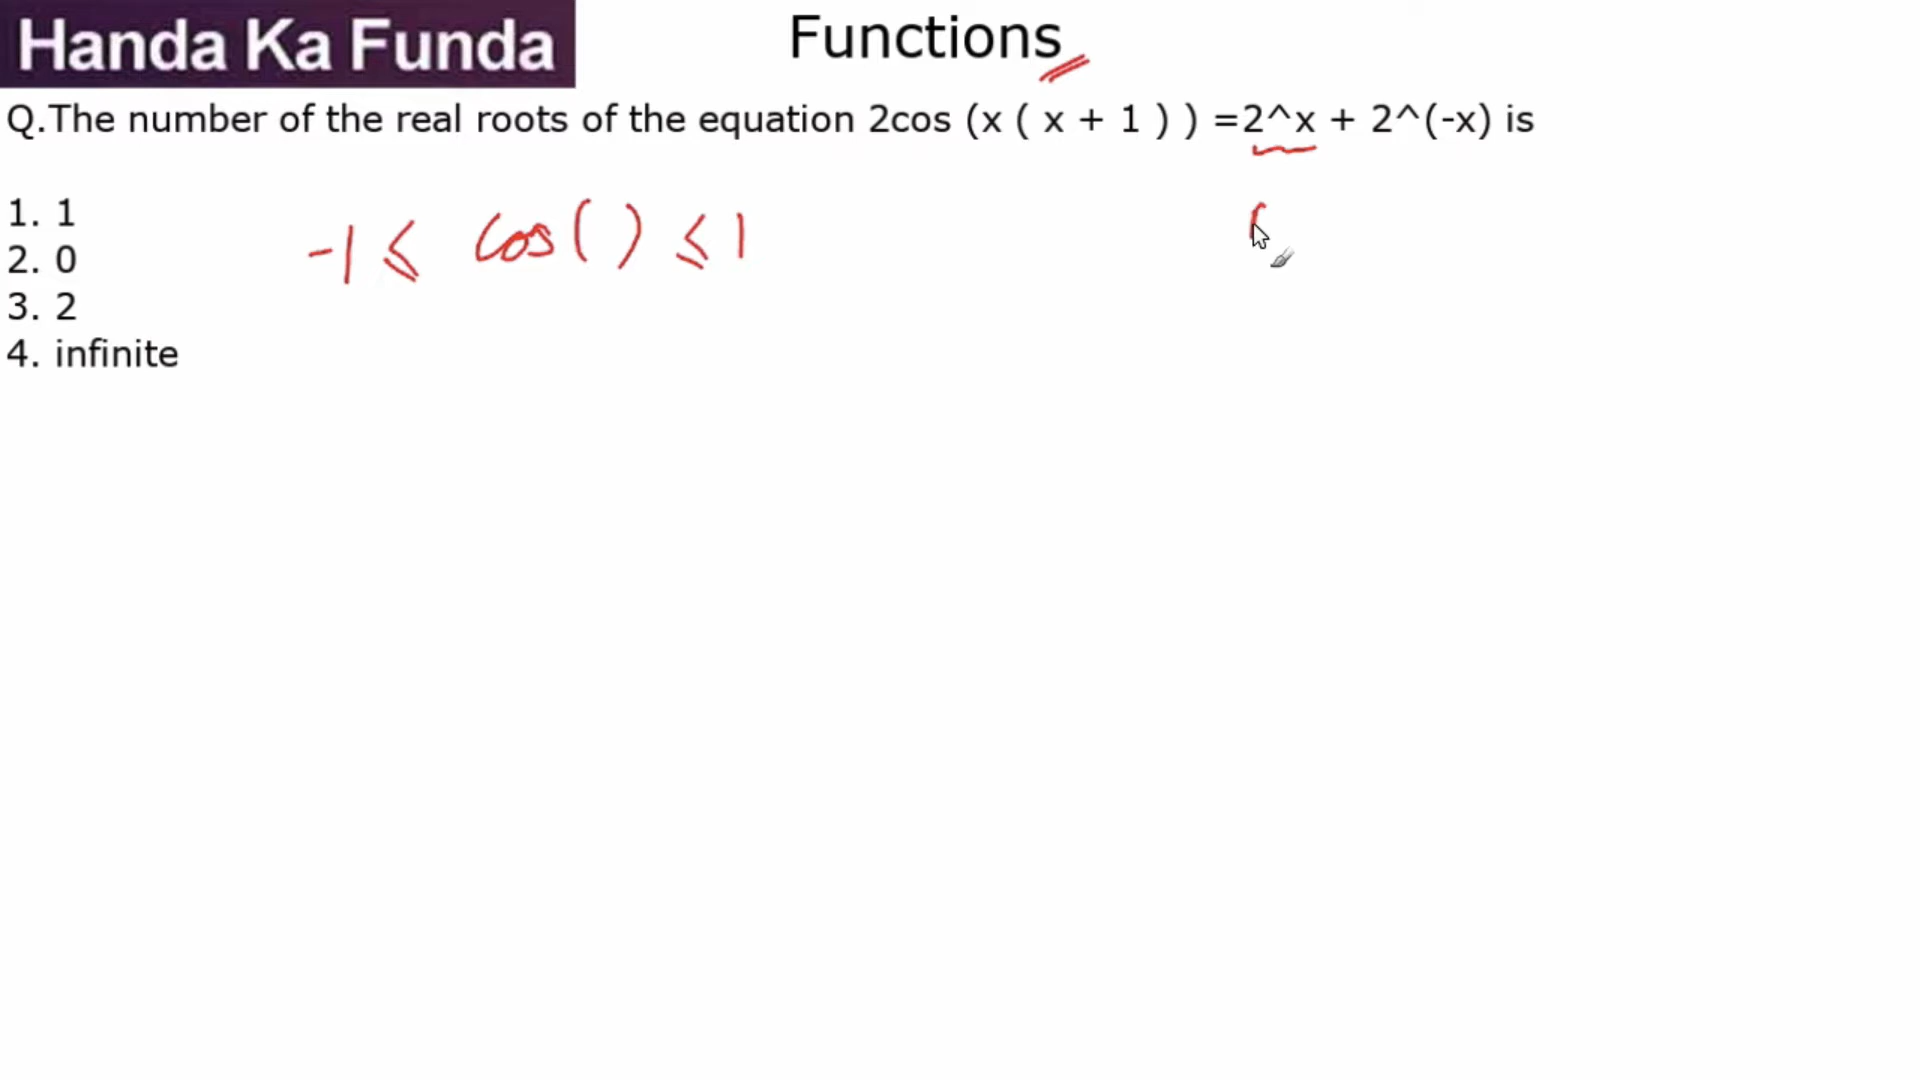 Handa Ka Funda
Functions
Q.The number of the real roots of the equation 2cos (x ( x + 1 ) ) =2^x + 2^(-x) is
1. 1
2. 0
3. 2
4. infinite
-1 ≤ cos( ) ≤ 1